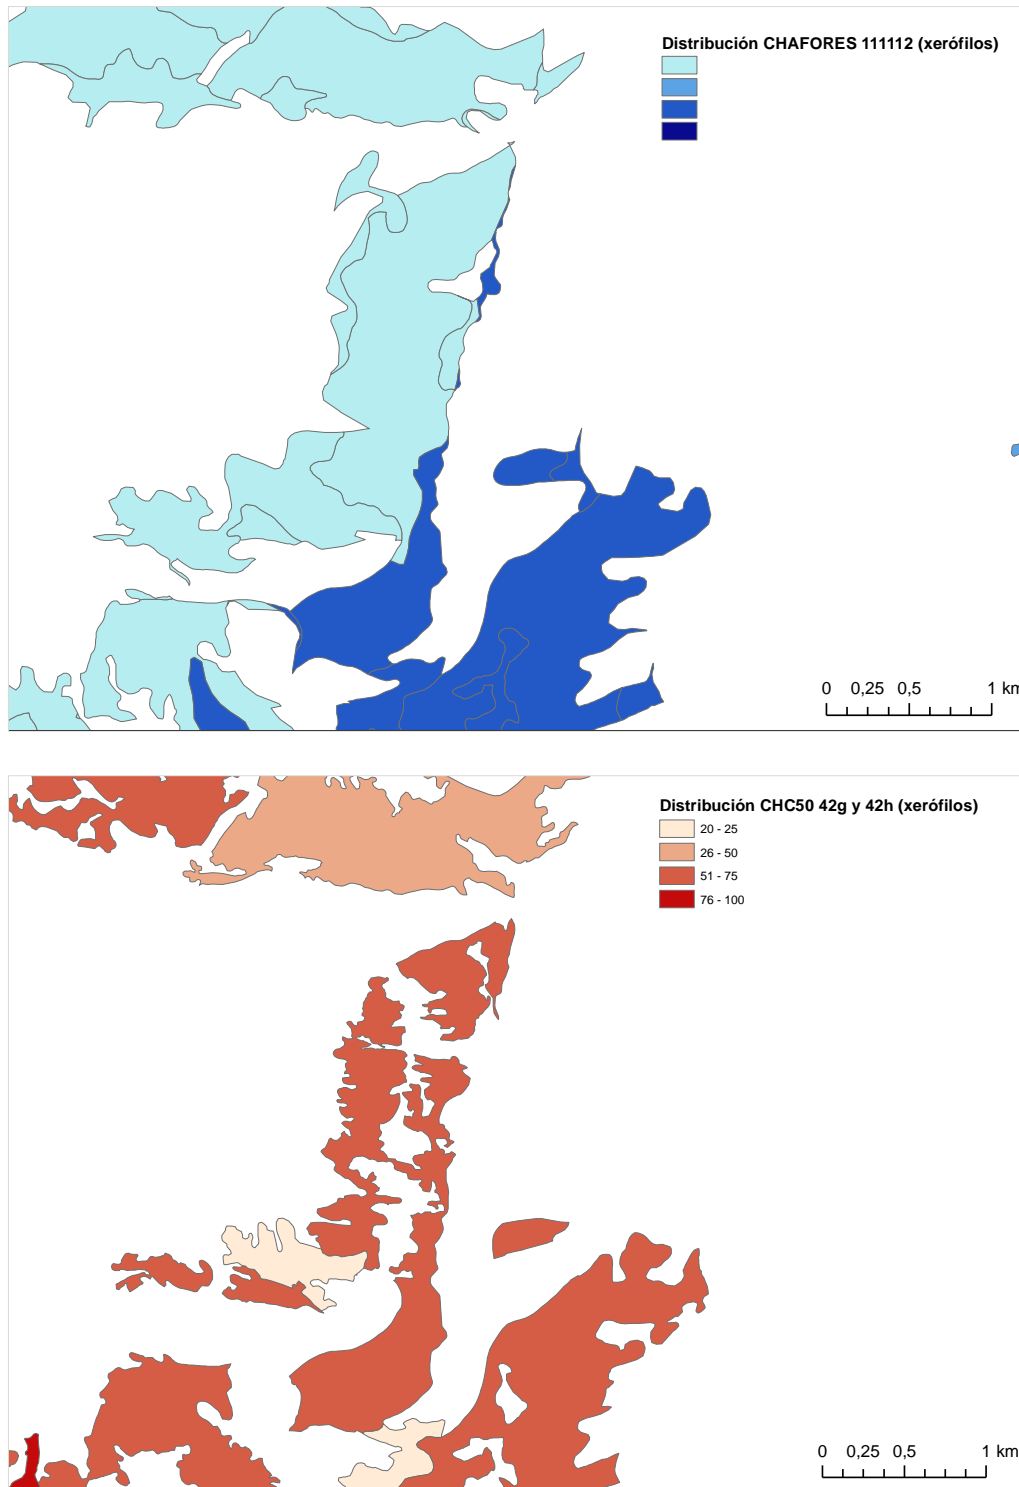 Distribución CHAFORES 111112 (xerófilos)
0 0,25 0,5 1 km
Distribución CHC50 42g y 42h (xerófilos)
20 - 25
26 - 50
51 - 75
76 - 100
0 0,25 0,5 1 km